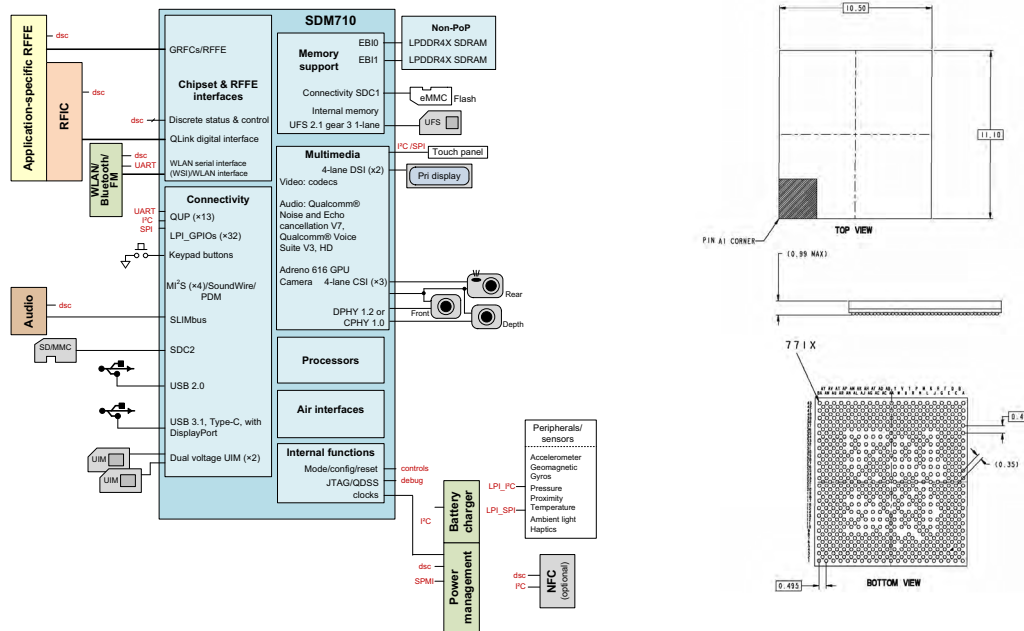 SDM710
Application-specific RFFE
dsc
RFIC
dsc
dsc
WLAN/
Bluetooth/
FM
dsc
UART
GRFCs/RFFE
Chipset & RFFE
interfaces
Discrete status & control
QLink digital interface
WLAN serial interface
(WSI)/WLAN interface
Connectivity
UART
I²C
SPI
QUP (×13)
LPI_GPIOs (×32)
Keypad buttons
MI²S (×4)/SoundWire/
PDM
Audio
dsc
SLIMbus
SD/MMC
SDC2
USB 2.0
USB 3.1, Type-C, with
DisplayPort
UIM
UIM
Dual voltage UIM (×2)
Memory
support
EBI0
EBI1
Non-PoP
LPDDR4X SDRAM
LPDDR4X SDRAM
Connectivity SDC1
eMMC
Flash
Internal memory
UFS 2.1 gear 3 1-lane
UFS
Multimedia
I²C /SPI
Touch panel
4-lane DSI (x2)
Pri display
Video: codecs
Audio: Qualcomm®
Noise and Echo
cancellation V7,
Qualcomm® Voice
Suite V3, HD
Adreno 616 GPU
Camera 4-lane CSI (×3)
DPHY 1.2 or
CPHY 1.0
Rear
Front
Depth
Processors
Air interfaces
Internal functions
Mode/config/reset
controls
JTAG/QDSS
debug
clocks
Battery
charger
I²C
Power
management
dsc
SPMI
Peripherals/
sensors
Accelerometer
Geomagnetic
Gyros
Pressure
Proximity
Temperature
Ambient light
Haptics
LPI_I²C
LPI_SPI
NFC
(optional)
dsc
I²C
10.50
11.10
PIN A1 CORNER
TOP VIEW
(0.99 MAX)
771X
(0.35)
0.495
BOTTOM VIEW